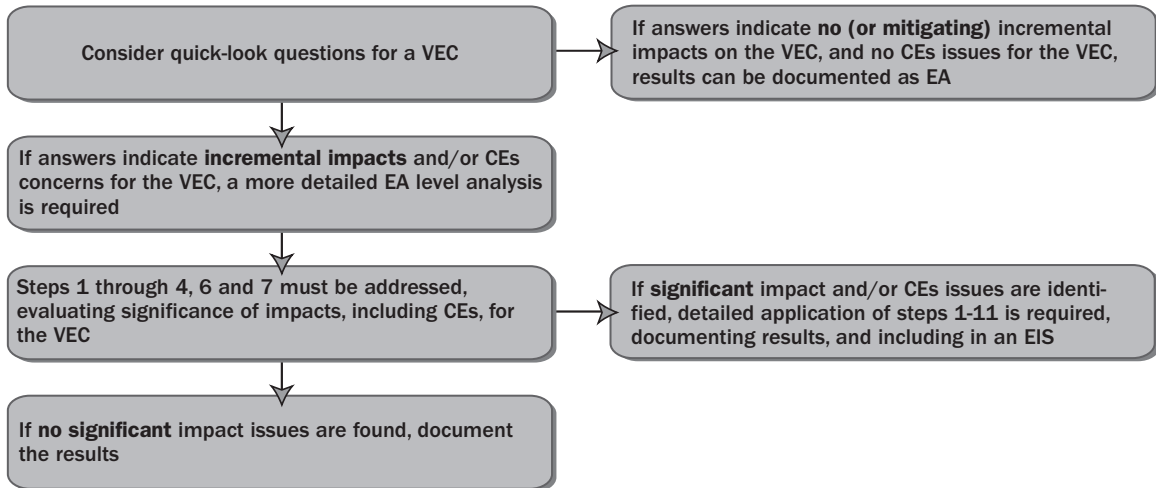 Consider quick-look questions for a VEC
If answers indicate no (or mitigating) incremental
impacts on the VEC, and no CEs issues for the VEC,
results can be documented as EA
If answers indicate incremental impacts and/or CEs
concerns for the VEC, a more detailed EA level analysis
is required
Steps 1 through 4, 6 and 7 must be addressed,
evaluating significance of impacts, including CEs, for
the VEC
If significant impact and/or CEs issues are identi-
fied, detailed application of steps 1-11 is required,
documenting results, and including in an EIS
If no significant impact issues are found, document
the results